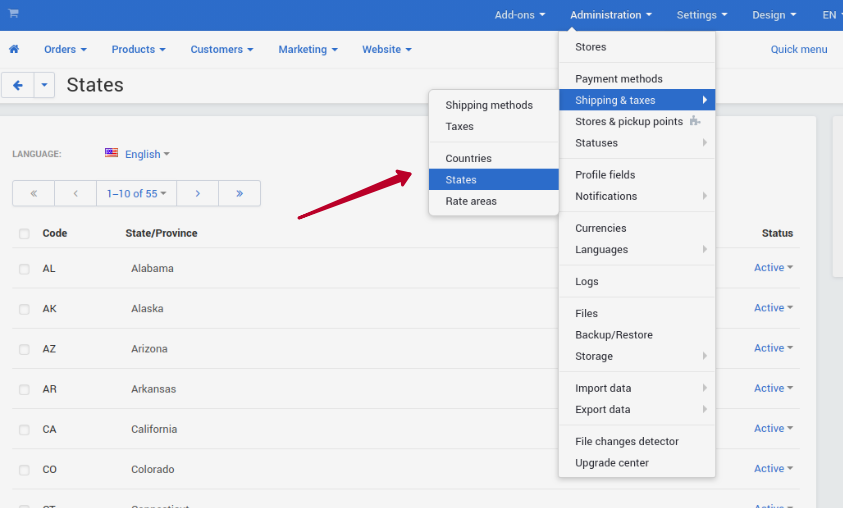 Add-ons Administration Settings Design EN
Orders Products Customers Marketing Website Quick menu
States
LANGUAGE: English
« ‹ 1–10 of 55 › »
Code State/Province Status
AL Alabama Active
AK Alaska Active
AZ Arizona Active
AR Arkansas Active
CA California Active
CO Colorado Active
CT Connecticut Active
Stores
Payment methods
Shipping & taxes
Stores & pickup points
Statuses
Profile fields
Notifications
Currencies
Languages
Logs
Files
Backup/Restore
Storage
Import data
Export data
File changes detector
Upgrade center
Shipping methods
Taxes
Countries
States
Rate areas